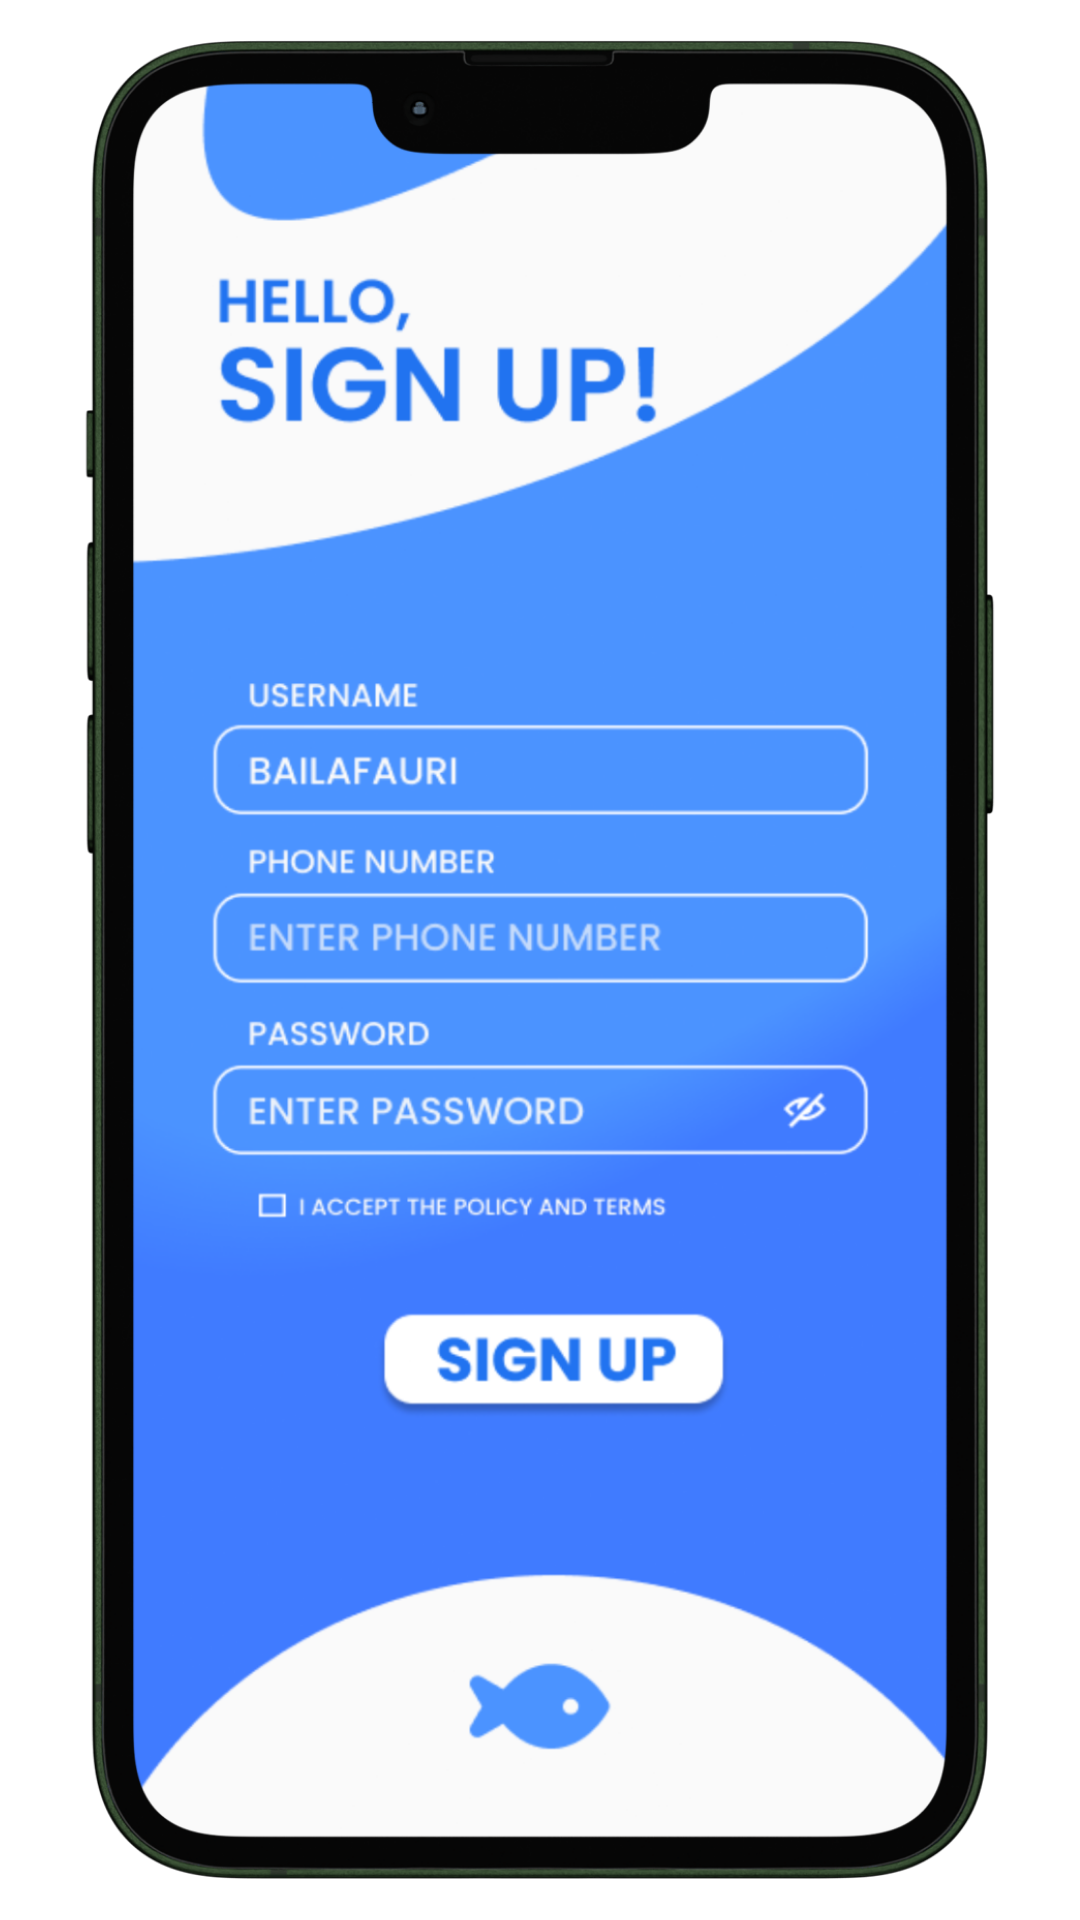 HELLO,
SIGN UP!
USERNAME
BAILAFAURI
PHONE NUMBER
ENTER PHONE NUMBER
PASSWORD
ENTER PASSWORD
I ACCEPT THE POLICY AND TERMS
SIGN UP